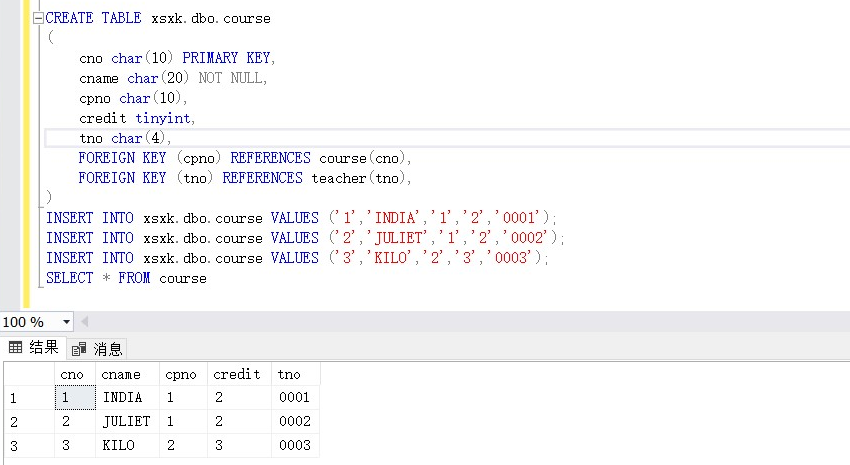 CREATE TABLE xsxk.dbo.course
(
cno char(10) PRIMARY KEY,
cname char(20) NOT NULL,
cpno char(10),
credit tinyint,
tno char(4),
FOREIGN KEY (cpno) REFERENCES course(cno),
FOREIGN KEY (tno) REFERENCES teacher(tno),
)
INSERT INTO xsxk.dbo.course VALUES ('1','INDIA','1','2','0001');
INSERT INTO xsxk.dbo.course VALUES ('2','JULIET','1','2','0002');
INSERT INTO xsxk.dbo.course VALUES ('3','KILO','2','3','0003');
SELECT * FROM course
100 %
结果 消息
cno cname cpno credit tno
1 1 INDIA 1 2 0001
2 2 JULIET 1 2 0002
3 3 KILO 2 3 0003